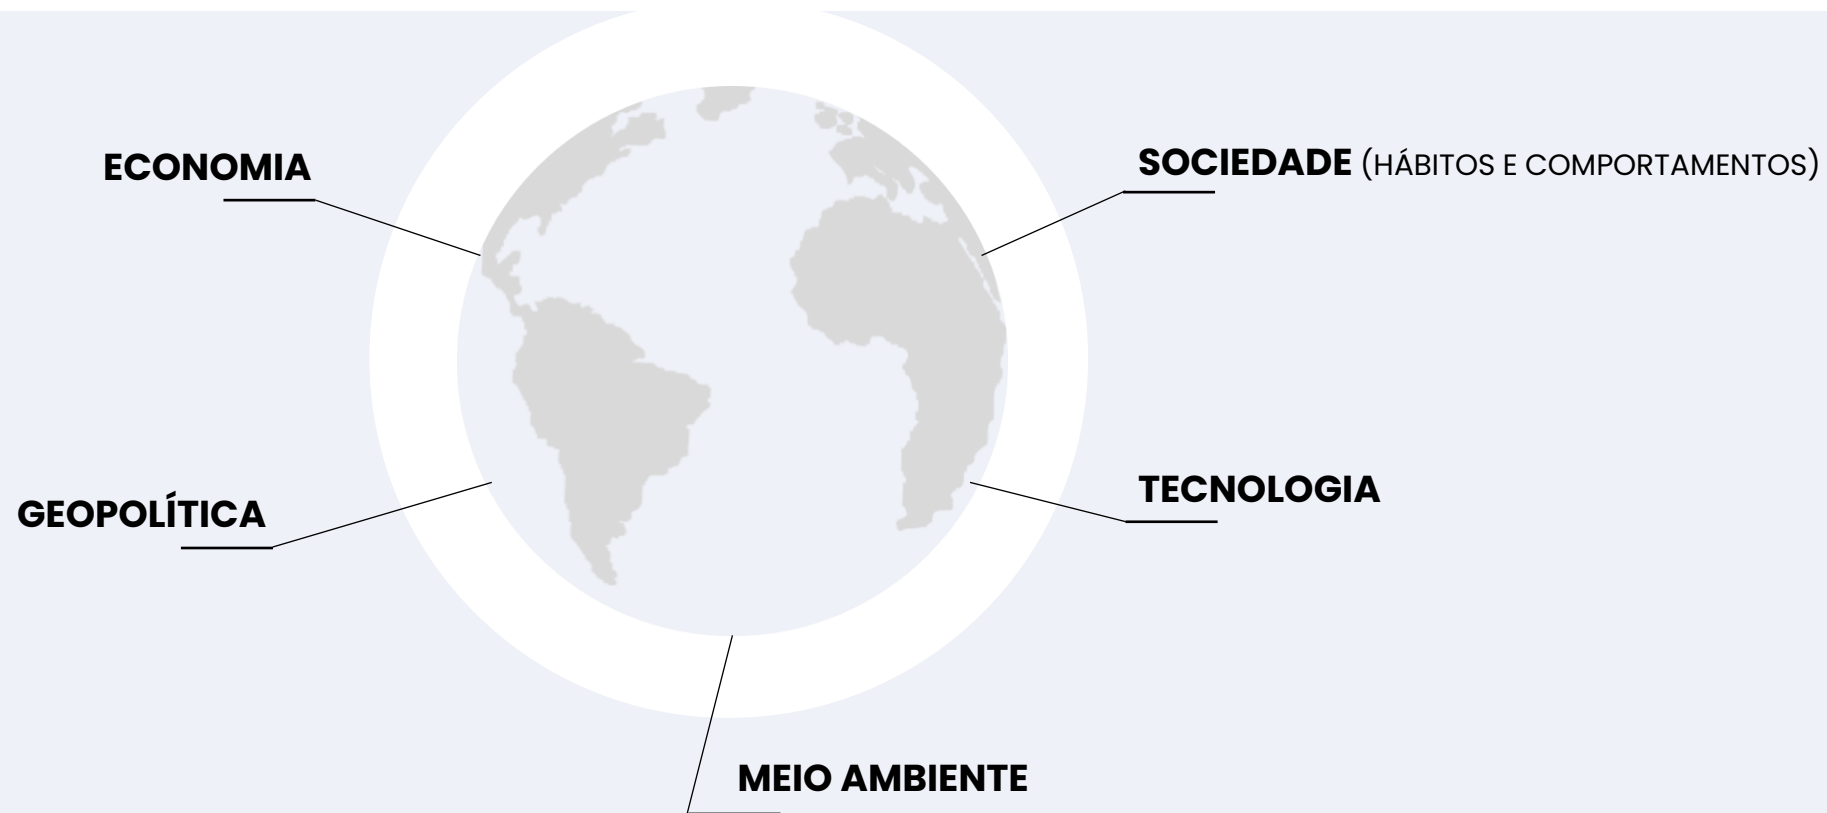 ECONOMIA
SOCIEDADE (HÁBITOS E COMPORTAMENTOS)
GEOPOLÍTICA
TECNOLOGIA
MEIO AMBIENTE